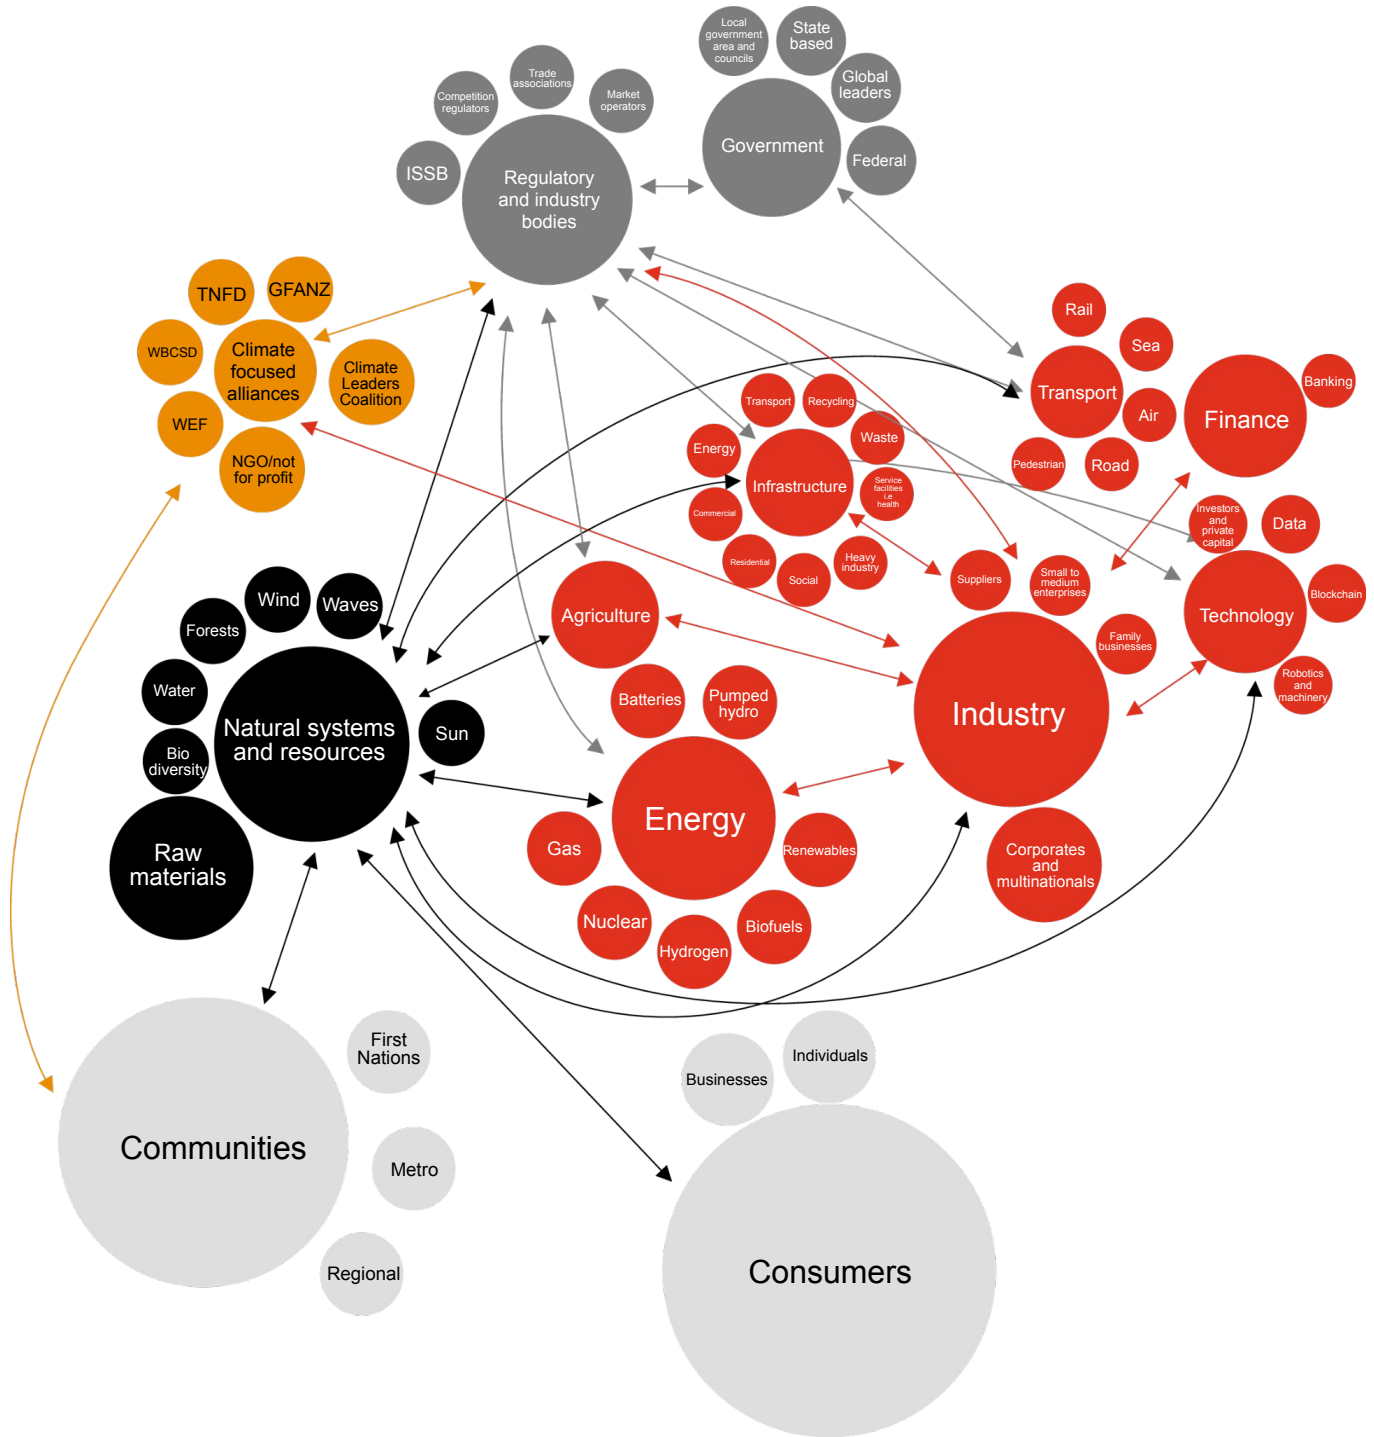 Local
government
area and
councils
State
based
Global
leaders
Federal
Government
Trade
associations
Market
operators
Competition
regulators
ISSB
Regulatory
and industry
bodies
TNFD
GFANZ
WBCSD
Climate
focused
alliances
Climate
Leaders
Coalition
WEF
NGO/not
for profit
Rail
Sea
Transport
Air
Pedestrian
Road
Finance
Banking
Transport
Recycling
Energy
Waste
Infrastructure
Service
facilities
i.e
health
Commercial
Residential
Social
Heavy
industry
Investors
and
private
capital
Data
Blockchain
Technology
Robotics
and
machinery
Suppliers
Small to
medium
enterprises
Family
businesses
Industry
Corporates
and
multinationals
Agriculture
Batteries
Pumped
hydro
Energy
Gas
Renewables
Nuclear
Hydrogen
Biofuels
Wind
Waves
Forests
Water
Bio
diversity
Natural systems
and resources
Sun
Raw
materials
First
Nations
Communities
Metro
Regional
Businesses
Individuals
Consumers